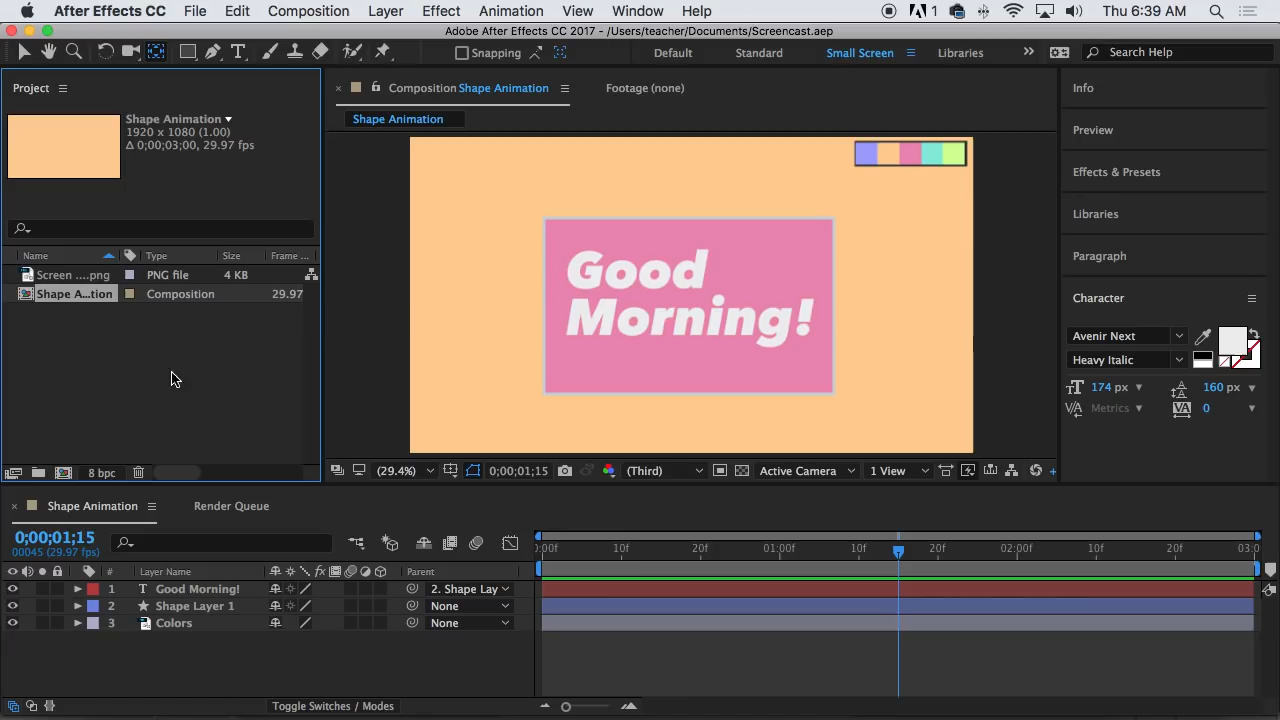 After Effects CC File Edit Composition Layer Effect Animation View Window Help 1 Thu 6:39 AM
Adobe After Effects CC 2017 - /Users/teacher/Documents/Screencast.aep
Snapping Default Standard Small Screen Libraries >> Search Help
Project
Shape Animation
1920 x 1080 (1.00)
Δ 0;00;03;00, 29.97 fps
Name Type Size Frame ...
Screen ....png PNG file 4 KB
Shape A...tion Composition 29.97
8 bpc
Composition Shape Animation Footage (none)
Shape Animation
Good
Morning!
(29.4%) 0;00;01;15 (Third) Active Camera 1 View
Info
Preview
Effects & Presets
Libraries
Paragraph
Character
Avenir Next
Heavy Italic
174 px 160 px
Metrics 0
Shape Animation Render Queue
0;00;01;15
00045 (29.97 fps)
# Layer Name Parent
1 T Good Morning! 2. Shape Lay
2 Shape Layer 1 None
3 Colors None
0:00f 10f 20f 01:00f 10f 20f 02:00f 10f 20f 03:0
Toggle Switches / Modes